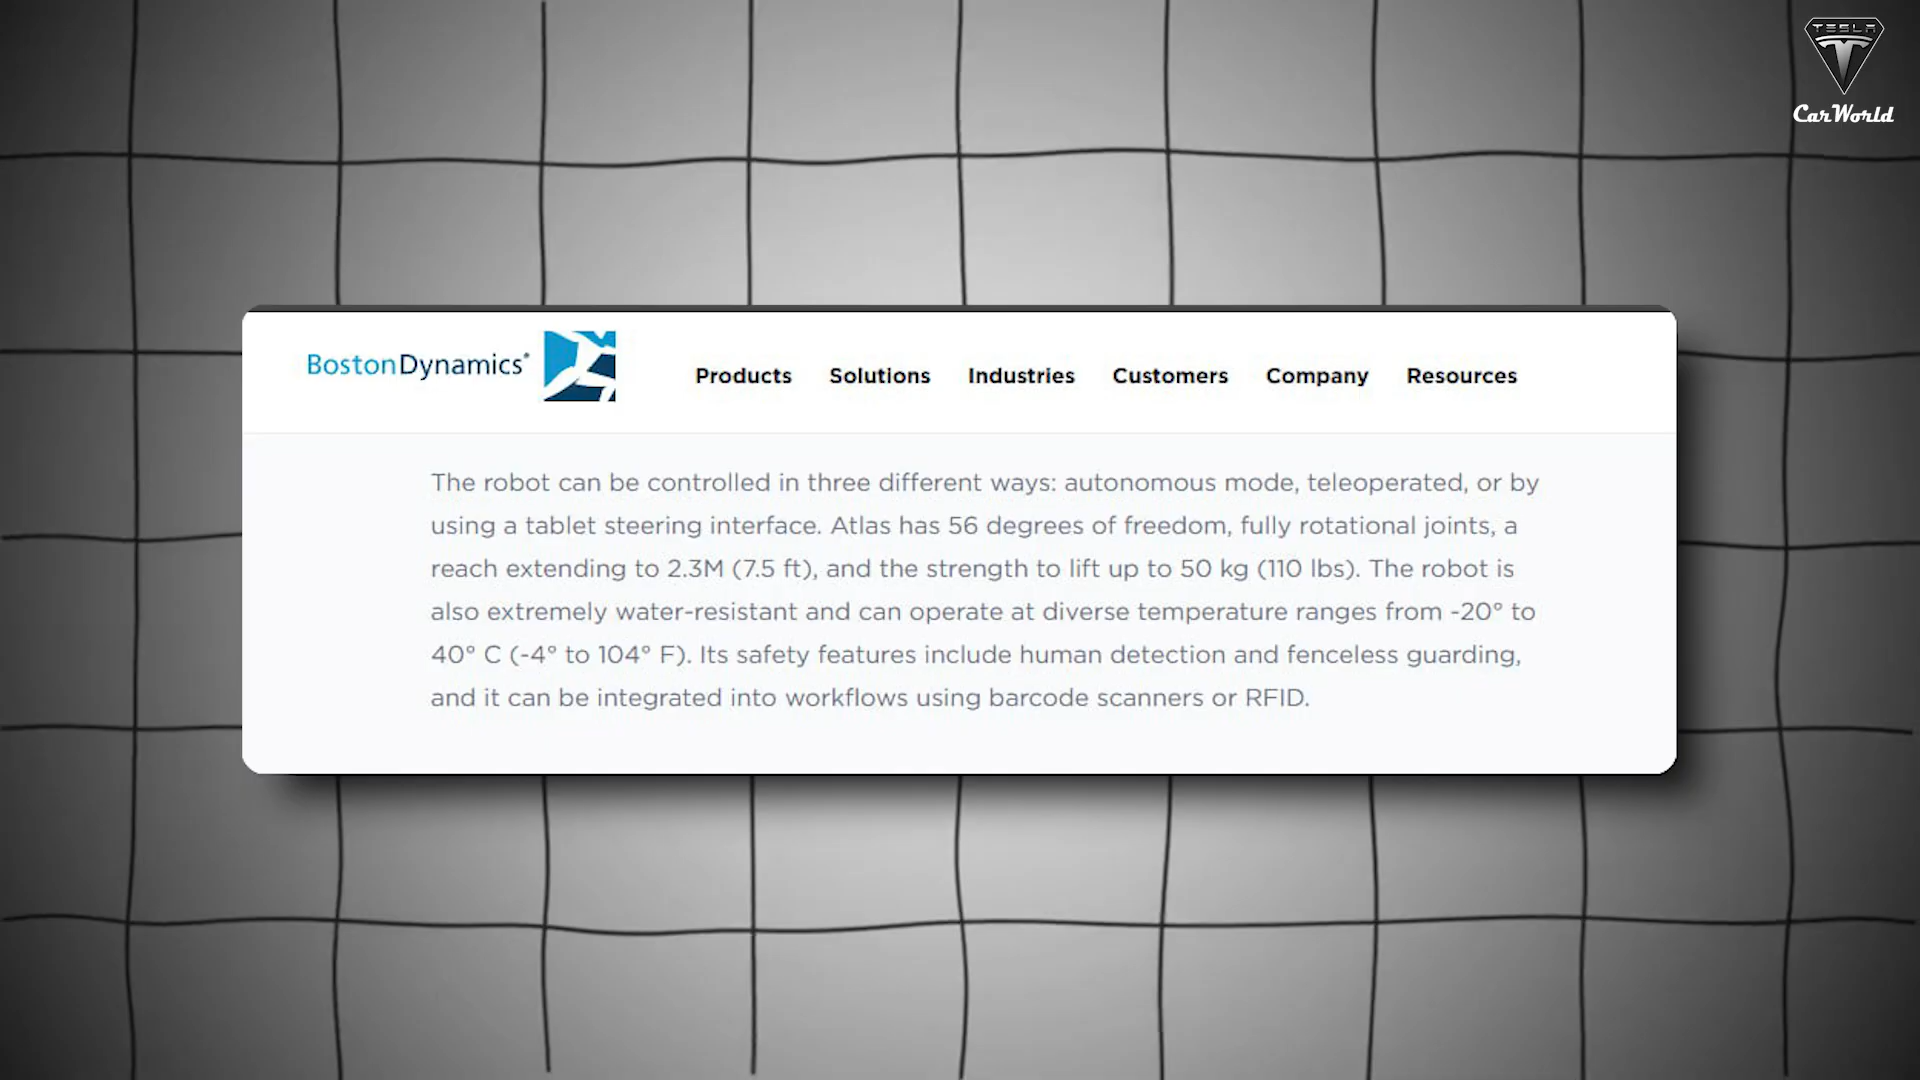 TESLA
CarWorld
BostonDynamics®
Products Solutions Industries Customers Company Resources
The robot can be controlled in three different ways: autonomous mode, teleoperated, or by
using a tablet steering interface. Atlas has 56 degrees of freedom, fully rotational joints, a
reach extending to 2.3M (7.5 ft), and the strength to lift up to 50 kg (110 lbs). The robot is
also extremely water-resistant and can operate at diverse temperature ranges from -20° to
40° C (-4° to 104° F). Its safety features include human detection and fenceless guarding,
and it can be integrated into workflows using barcode scanners or RFID.